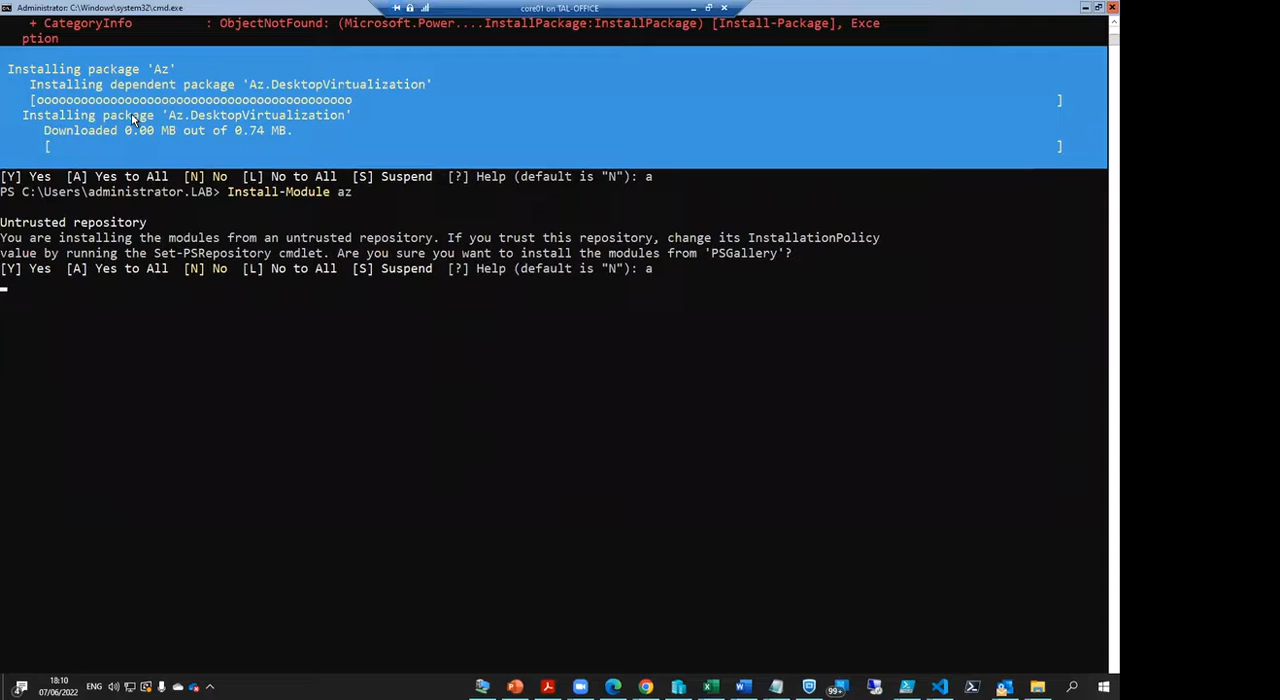 Administrator: C:\Windows\system32\cmd.exe
core01 on TAL-OFFICE
+ CategoryInfo : ObjectNotFound: (Microsoft.Power....InstallPackage:InstallPackage) [Install-Package], Exce
ption
Installing package 'Az'
Installing dependent package 'Az.DesktopVirtualization'
[ooooooooooooooooooooooooooooooooooooooooooo ]
Installing package 'Az.DesktopVirtualization'
Downloaded 0.00 MB out of 0.74 MB.
[ ]
[Y] Yes [A] Yes to All [N] No [L] No to All [S] Suspend [?] Help (default is "N"): a
PS C:\Users\administrator.LAB> Install-Module az
Untrusted repository
You are installing the modules from an untrusted repository. If you trust this repository, change its InstallationPolicy
value by running the Set-PSRepository cmdlet. Are you sure you want to install the modules from 'PSGallery'?
[Y] Yes [A] Yes to All [N] No [L] No to All [S] Suspend [?] Help (default is "N"): a
18:10
07/06/2022
ENG
99+